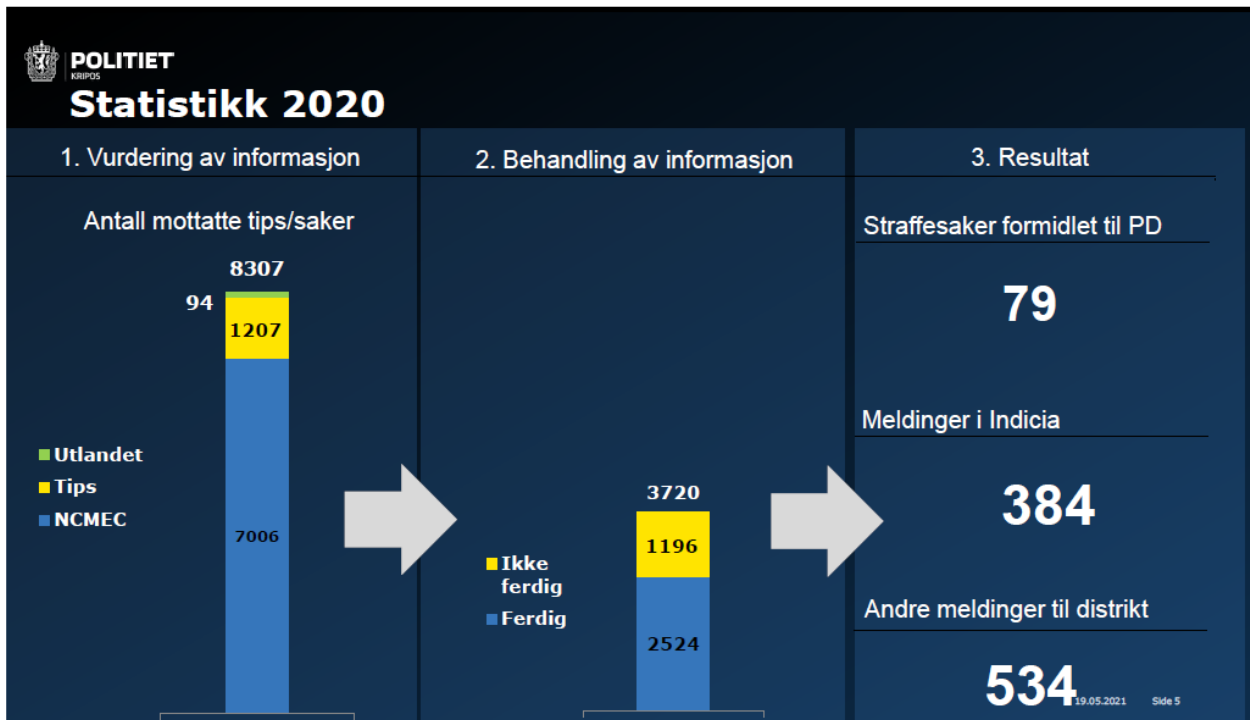 POLITIET
KRIPOS
Statistikk 2020
1. Vurdering av informasjon
Antall mottatte tips/saker
8307
94
1207
Utlandet
Tips
NCMEC
7006
2. Behandling av informasjon
3720
1196
Ikke
ferdig
Ferdig
2524
3. Resultat
Straffesaker formidlet til PD
79
Meldinger i Indicia
384
Andre meldinger til distrikt
534
19.05.2021 Side 5